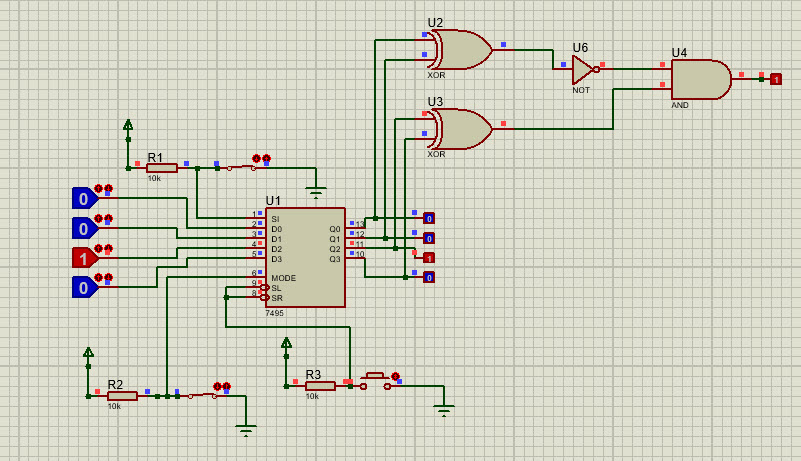 U2
XOR
U6
NOT
U4
AND
1
U3
XOR
R1
10k
0
0
1
0
U1
1 SI
2 D0
3 D1
4 D2
5 D3
6 MODE
9 SL
8 SR
Q0 13
Q1 12
Q2 11
Q3 10
7495
0
0
1
0
R2
10k
R3
10k